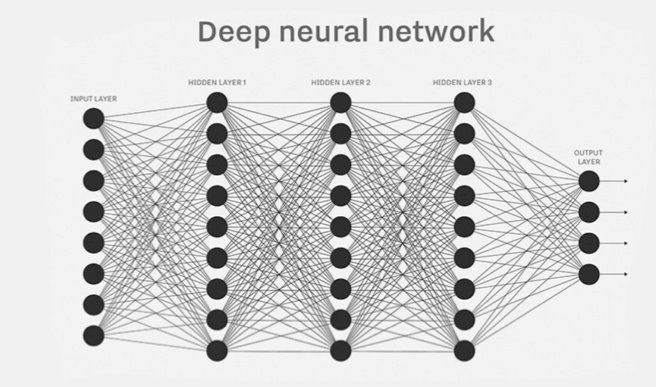 Deep neural network
INPUT LAYER
HIDDEN LAYER 1
HIDDEN LAYER 2
HIDDEN LAYER 3
OUTPUT
LAYER